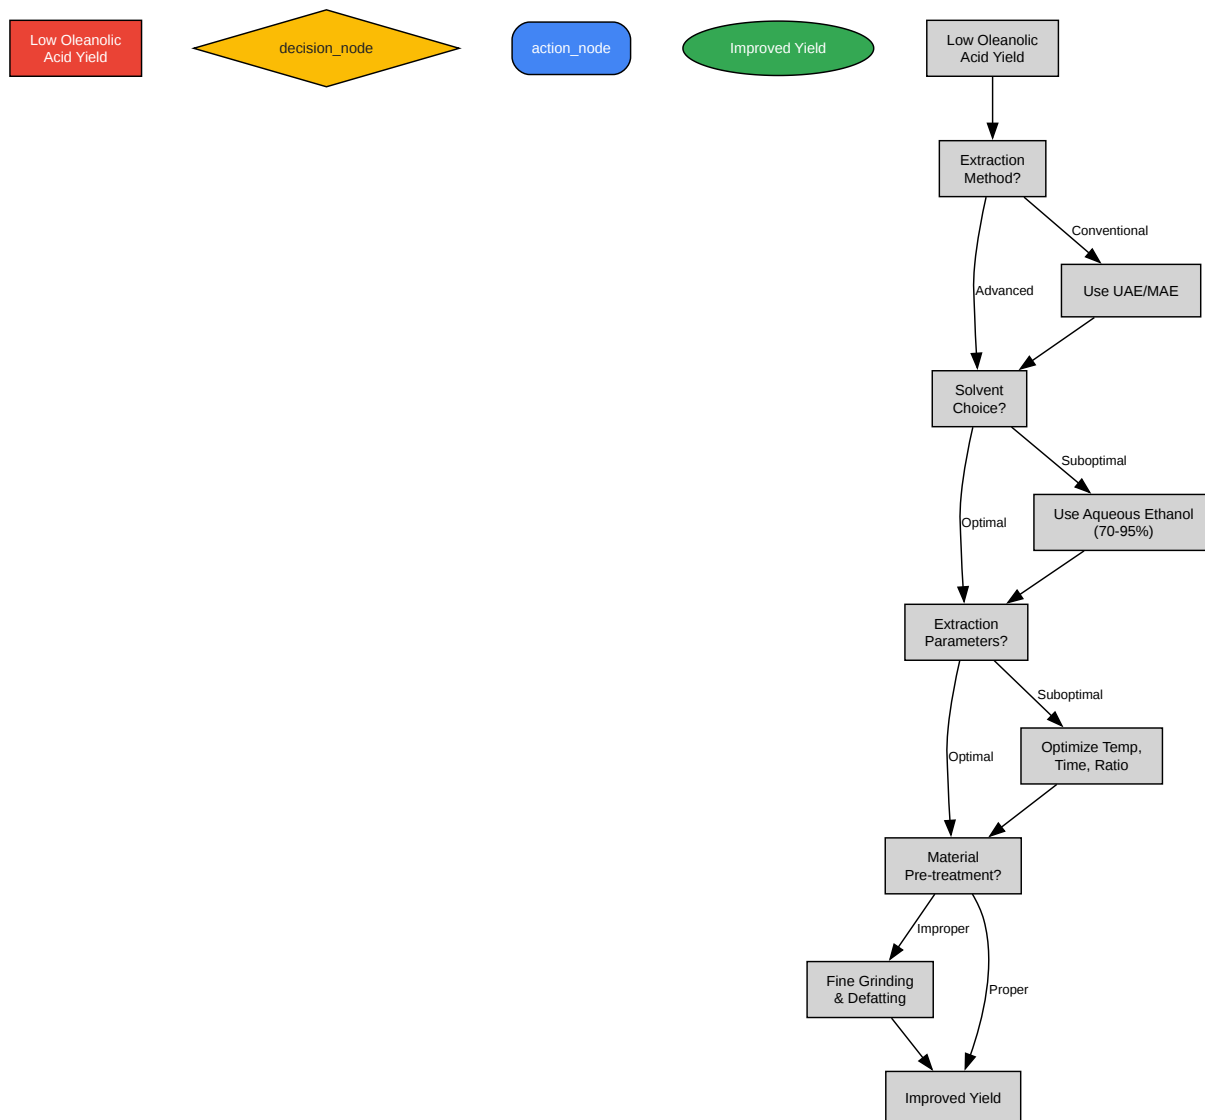 Low Oleanolic
Acid Yield
decision_node
action_node
Improved Yield
Low Oleanolic
Acid Yield
Extraction
Method?
Conventional
Advanced
Use UAE/MAE
Solvent
Choice?
Suboptimal
Optimal
Use Aqueous Ethanol
(70-95%)
Extraction
Parameters?
Suboptimal
Optimal
Optimize Temp,
Time, Ratio
Material
Pre-treatment?
Improper
Proper
Fine Grinding
& Defatting
Improved Yield